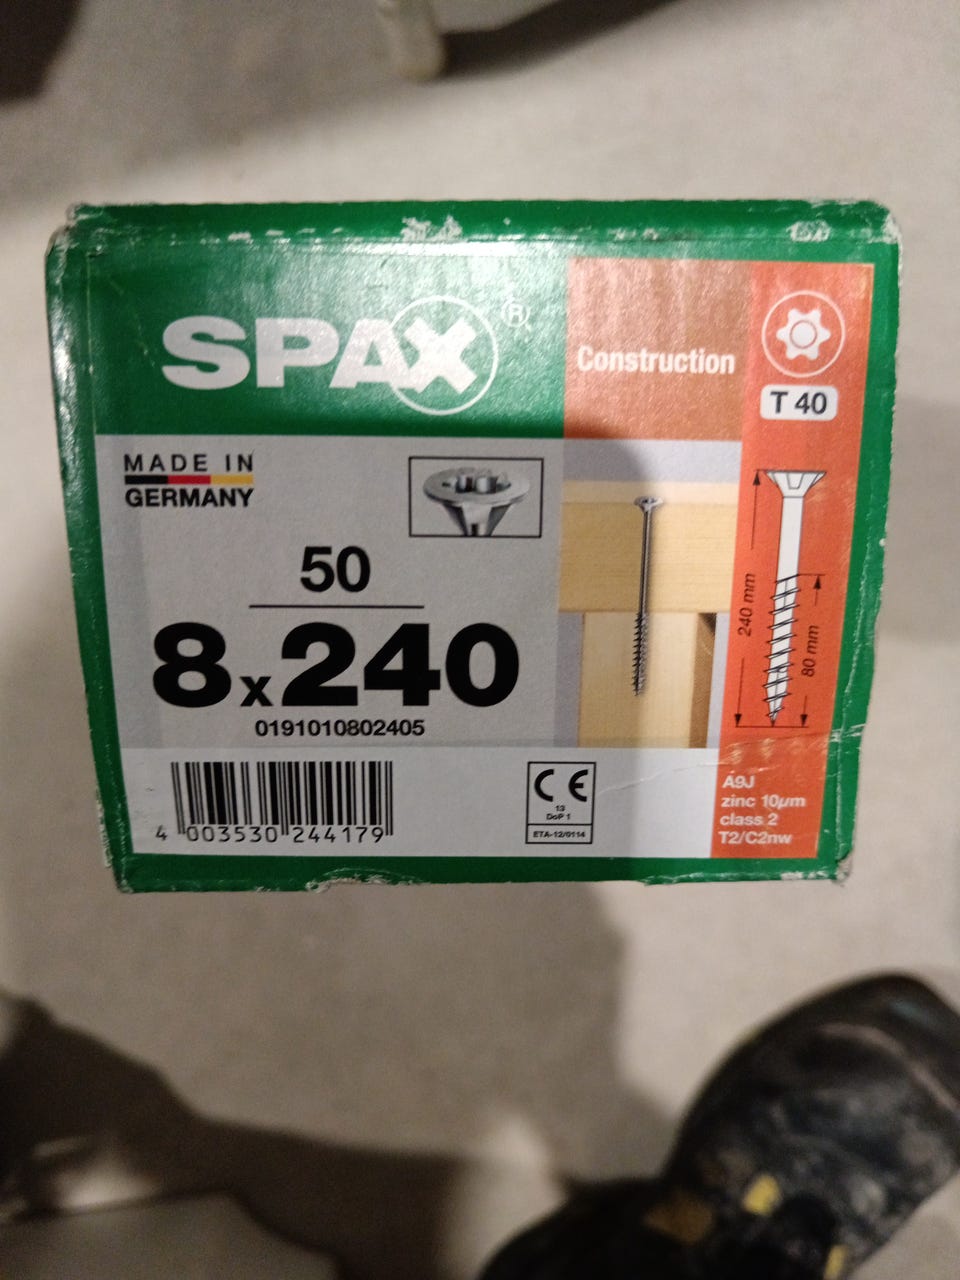 SPAX®
Construction
T 40
MADE IN
GERMANY
50
8x240
0191010802405
240 mm
80 mm
4 003530 244179
CE
13
DoP 1
ETA-12/0114
A9J
zinc 10µm
class 2
T2/C2nw